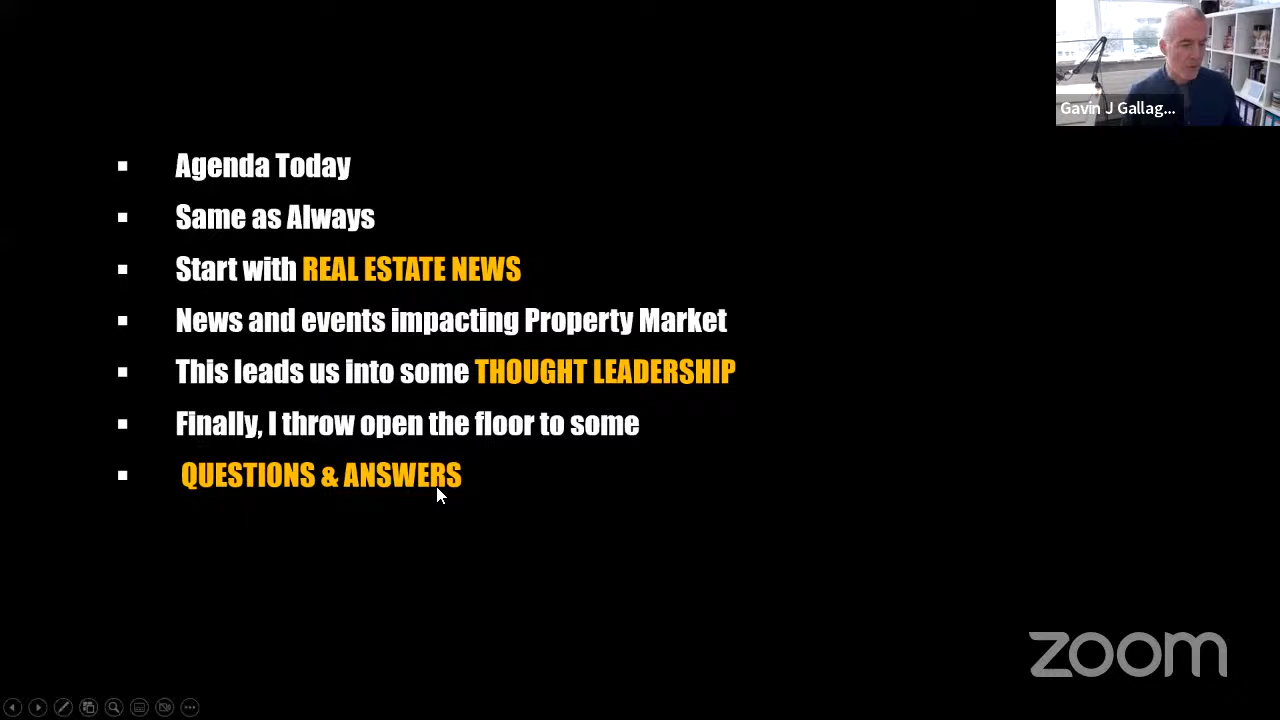 Gavin J Gallag...
Agenda Today
Same as Always
Start with REAL ESTATE NEWS
News and events impacting Property Market
This leads us into some THOUGHT LEADERSHIP
Finally, I throw open the floor to some
QUESTIONS & ANSWERS
zoom